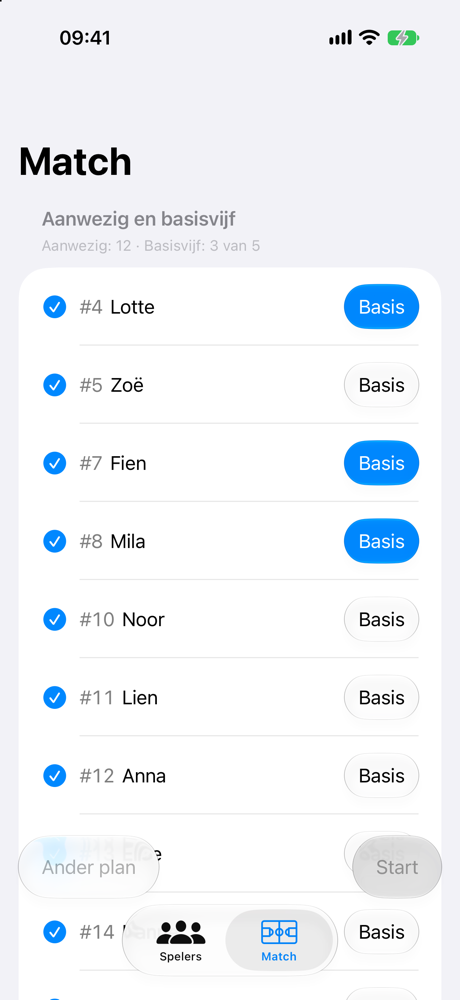 09:41
Match
Aanwezig en basisvijf
Aanwezig: 12 · Basisvijf: 3 van 5
#4 Lotte Basis
#5 Zoë Basis
#7 Fien Basis
#8 Mila Basis
#10 Noor Basis
#11 Lien Basis
#12 Anna Basis
Ander plan Start
#14 Basis
Spelers Match